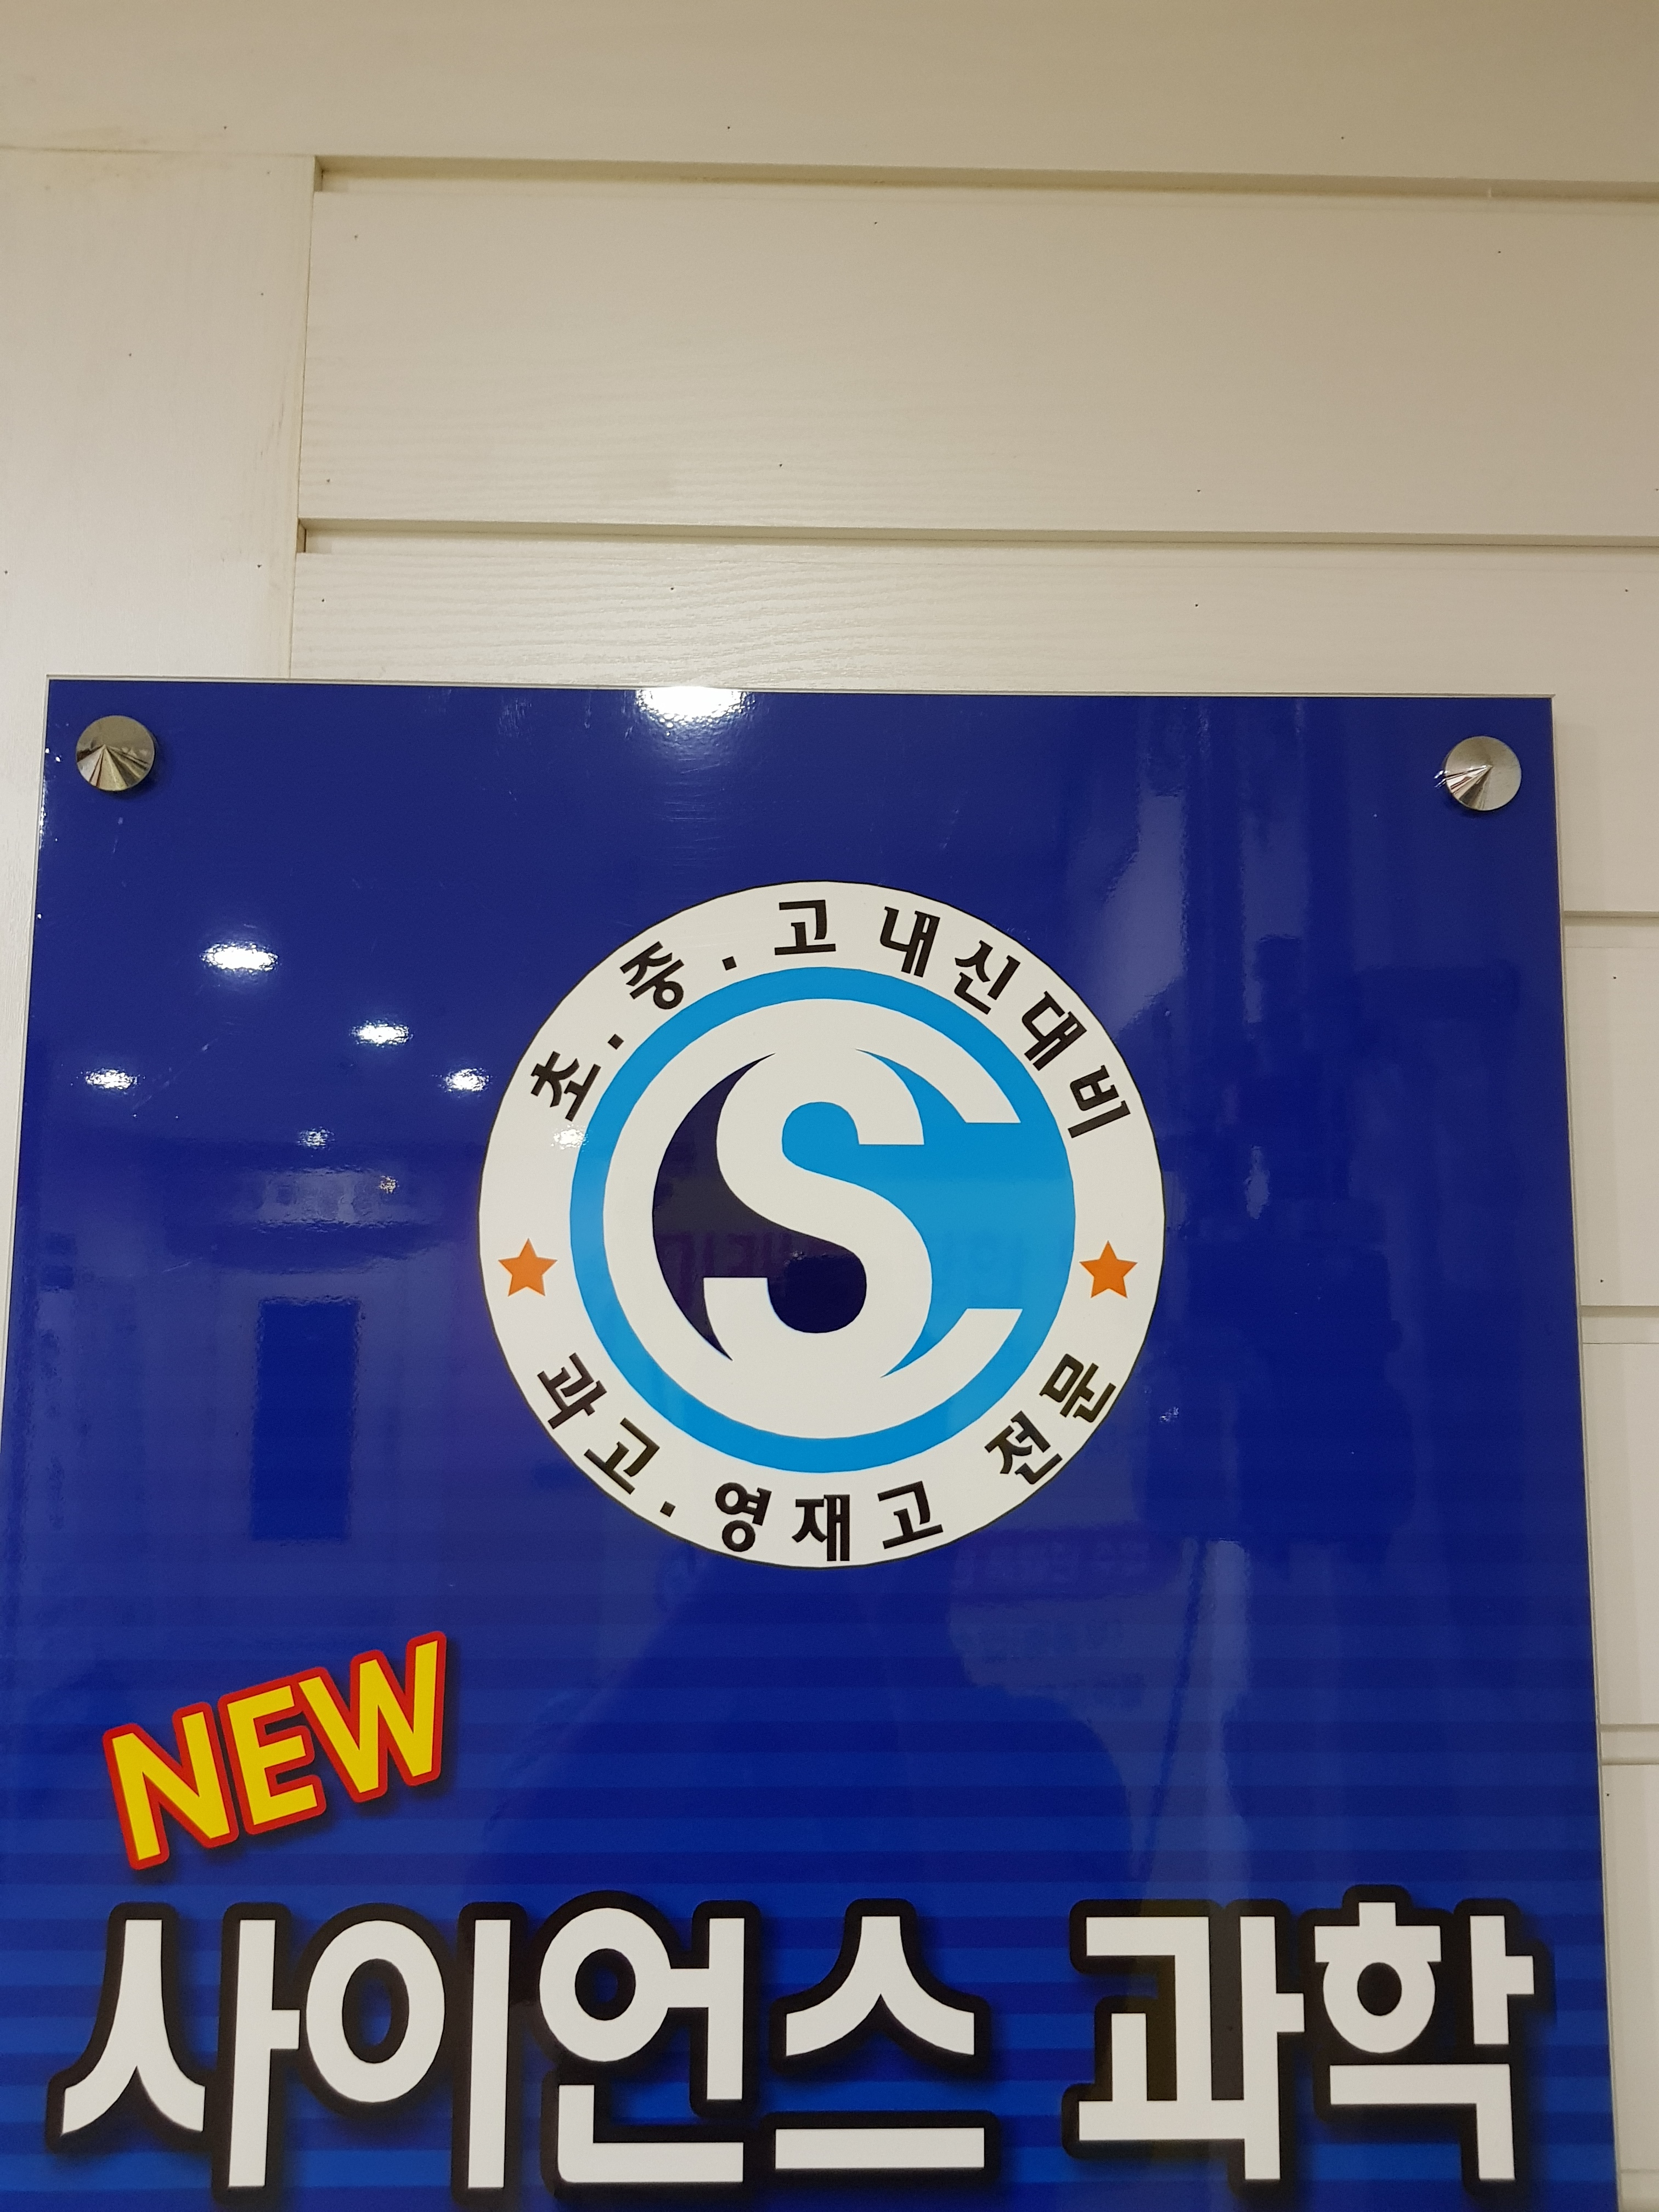 초.중.고 내신대비
SC
과고.영재고 전문
NEW
사이언스 과학